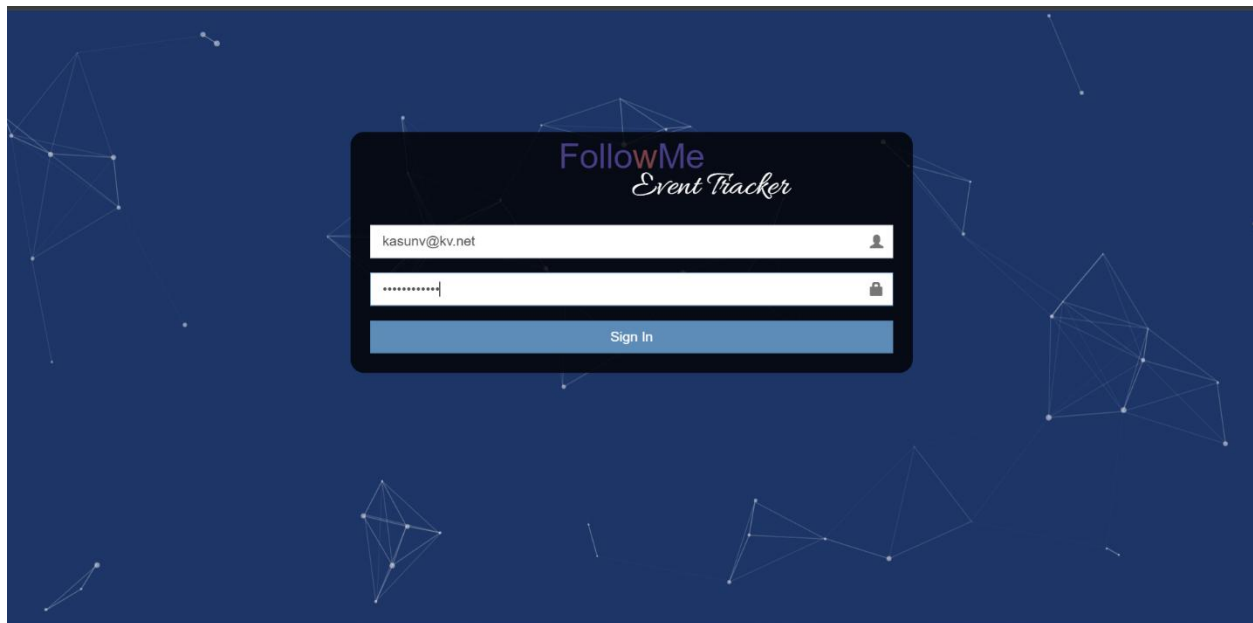 FollowMe
Event Tracker
kasunv@kv.net
••••••••••••
Sign In